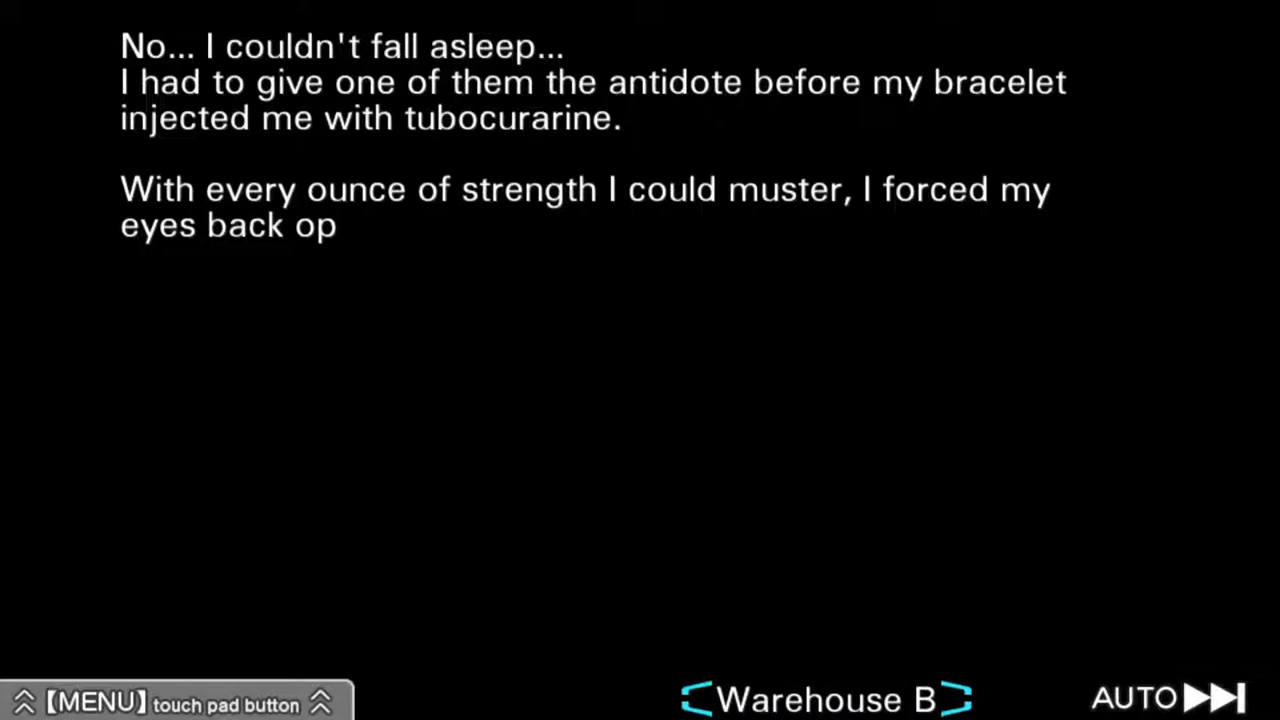 No... I couldn't fall asleep...
I had to give one of them the antidote before my bracelet
injected me with tubocurarine.
With every ounce of strength I could muster, I forced my
eyes back op
【MENU】 touch pad button
Warehouse B
AUTO